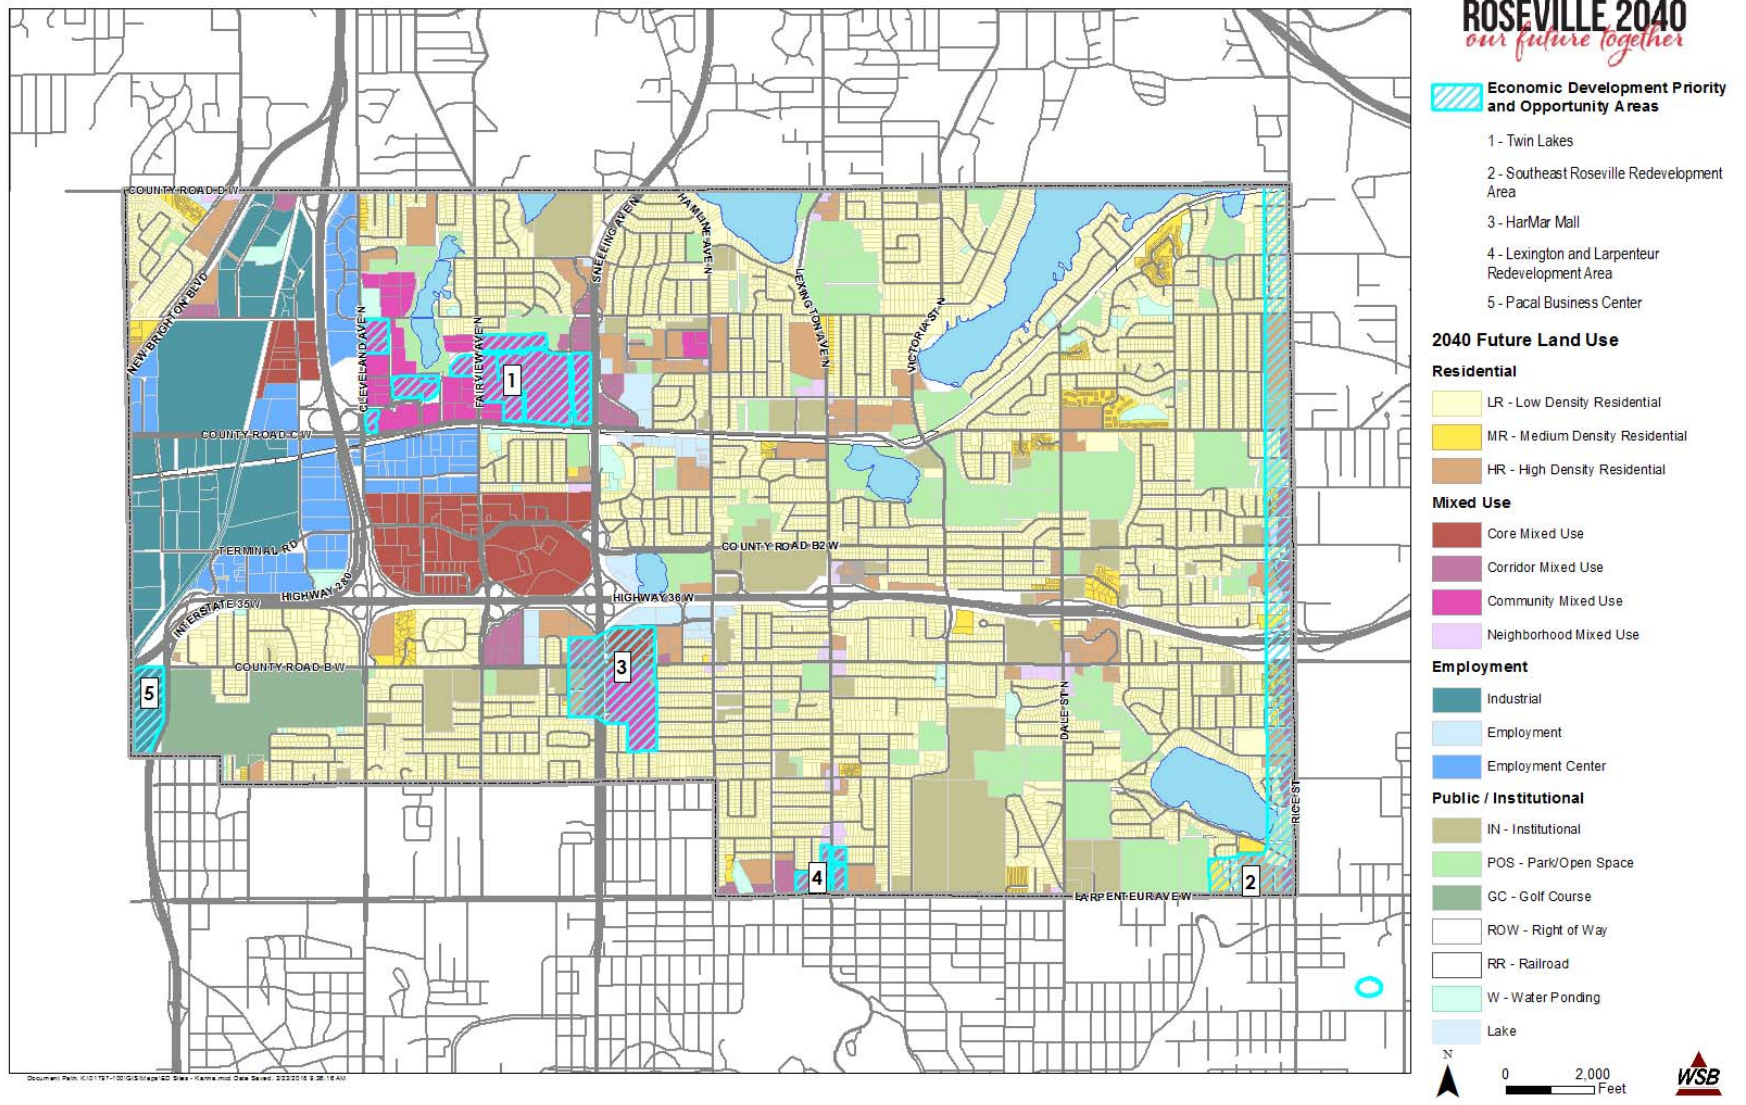 ROSEVILLE 2040
our future together
Economic Development Priority
and Opportunity Areas
1 - Twin Lakes
2 - Southeast Roseville Redevelopment
Area
3 - HarMar Mall
4 - Lexington and Larpenteur
Redevelopment Area
5 - Pacal Business Center
2040 Future Land Use
Residential
LR - Low Density Residential
MR - Medium Density Residential
HR - High Density Residential
Mixed Use
Core Mixed Use
Corridor Mixed Use
Community Mixed Use
Neighborhood Mixed Use
Employment
Industrial
Employment
Employment Center
Public / Institutional
IN - Institutional
POS - Park/Open Space
GC - Golf Course
ROW - Right of Way
RR - Railroad
W - Water Ponding
Lake
N
0 2,000
Feet
WSB
COUNTY ROAD D W
NEW BRIGHTON BLVD
CLEVELAND AVE N
FAIRVIEW AVE N
SNELLING AVE N
HAMLINE AVE N
LEXINGTON AVE N
VICTORIA ST N
1
COUNTY ROAD C W
TERMINAL RD
COUNTY ROAD B2 W
INTERSTATE 35W
HIGHWAY 280
HIGHWAY 36 W
COUNTY ROAD B W
3
5
DALE ST N
RICE ST
4
2
LARPENTEUR AVE W